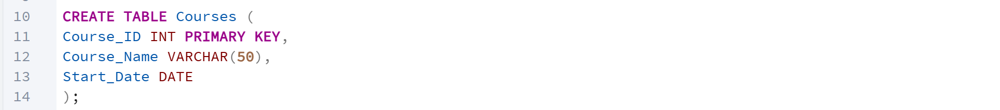 10 CREATE TABLE Courses (
11 Course_ID INT PRIMARY KEY,
12 Course_Name VARCHAR(50),
13 Start_Date DATE
14 );